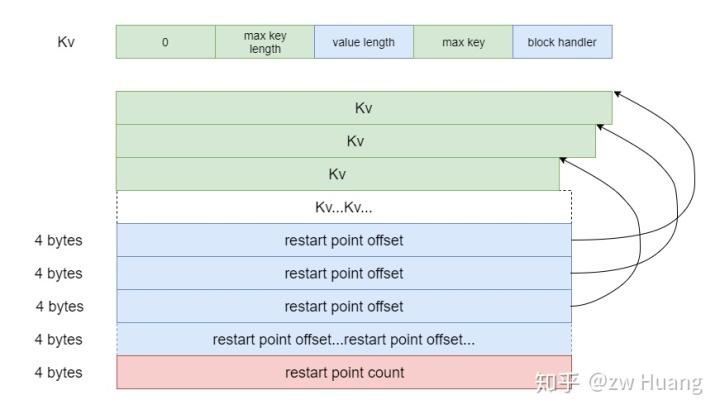 Kv
0
max key
length
value length
max key
block handler
Kv
Kv
Kv
Kv...Kv...
4 bytes
restart point offset
4 bytes
restart point offset
4 bytes
restart point offset
4 bytes
restart point offset...restart point offset...
4 bytes
restart point count
知乎 @zw Huang